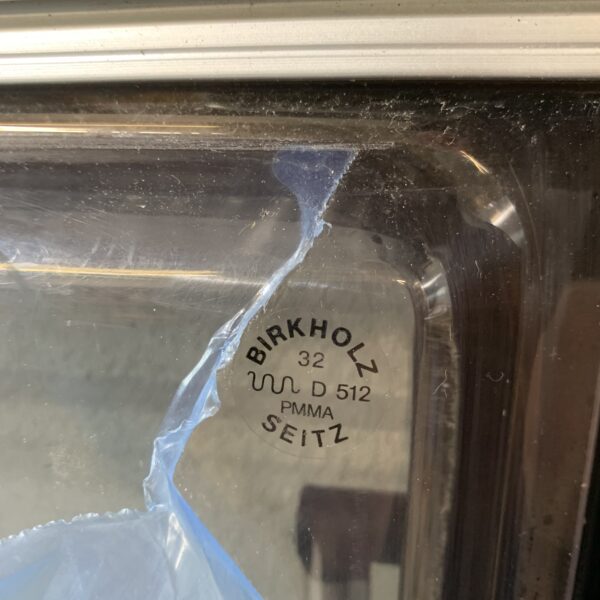 BIRKHOLZ
32
D 512
PMMA
SEITZ